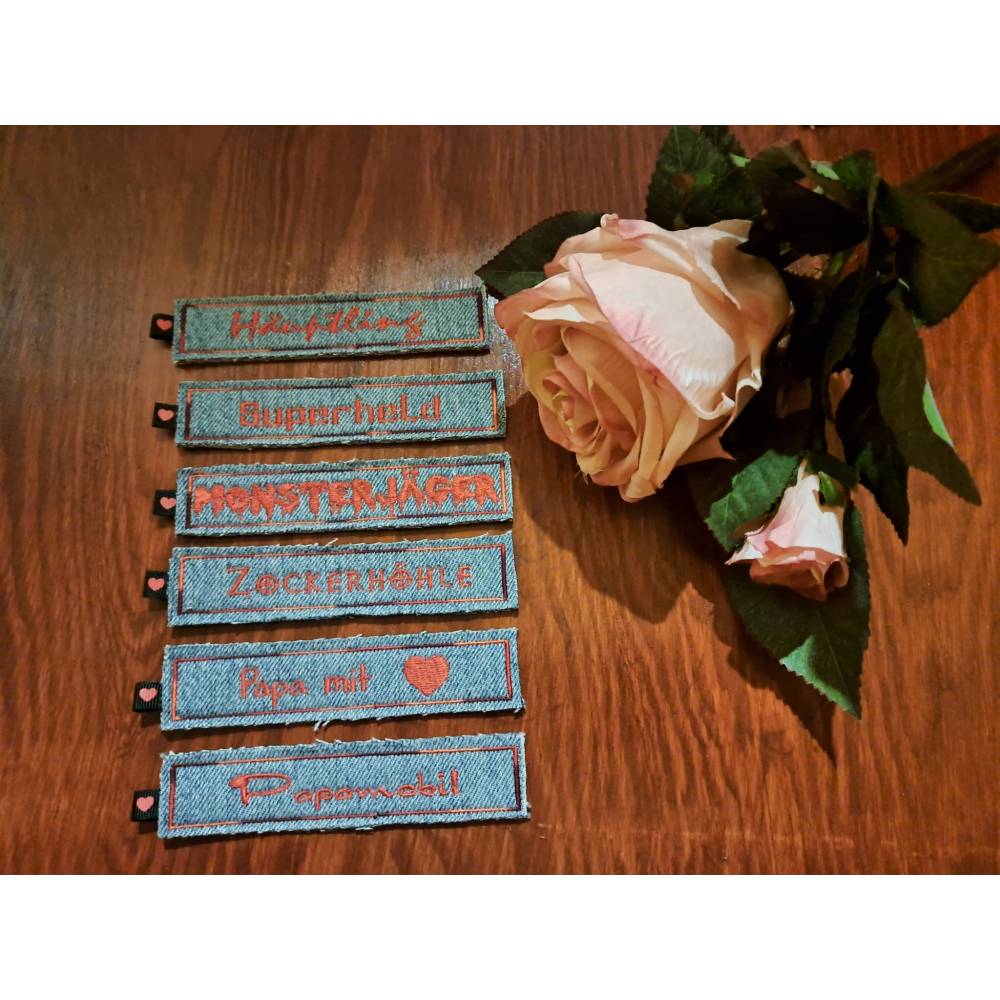 Häuptling
Superheld
MONSTERJÄGER
ZOCKERHÖHLE
Papa mit
Papamobil